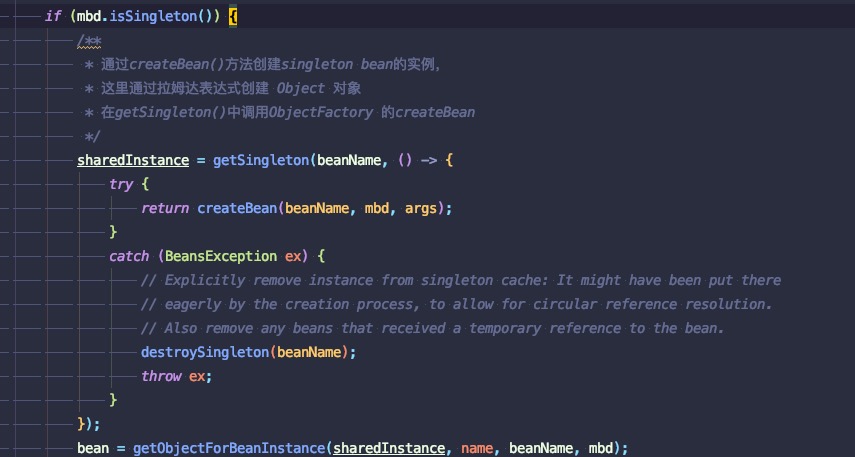 if (mbd.isSingleton()) {
/**
* 通过createBean()方法创建singleton bean的实例,
* 这里通过拉姆达表达式创建 Object 对象
* 在getSingleton()中调用ObjectFactory 的createBean
*/
sharedInstance = getSingleton(beanName, () -> {
try {
return createBean(beanName, mbd, args);
}
catch (BeansException ex) {
// Explicitly remove instance from singleton cache: It might have been put there
// eagerly by the creation process, to allow for circular reference resolution.
// Also remove any beans that received a temporary reference to the bean.
destroySingleton(beanName);
throw ex;
}
});
bean = getObjectForBeanInstance(sharedInstance, name, beanName, mbd);